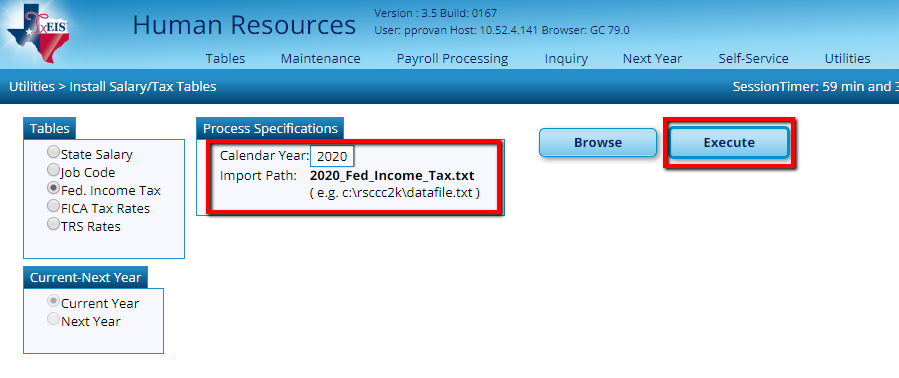 TxEIS
Human Resources
Version : 3.5 Build: 0167
User: pprovan Host: 10.52.4.141 Browser: GC 79.0
Tables Maintenance Payroll Processing Inquiry Next Year Self-Service Utilities
Utilities > Install Salary/Tax Tables
SessionTimer: 59 min and 3
Tables
State Salary
Job Code
Fed. Income Tax
FICA Tax Rates
TRS Rates
Process Specifications
Calendar Year: 2020
Import Path: 2020_Fed_Income_Tax.txt
( e.g. c:\rsccc2k\datafile.txt )
Browse
Execute
Current-Next Year
Current Year
Next Year